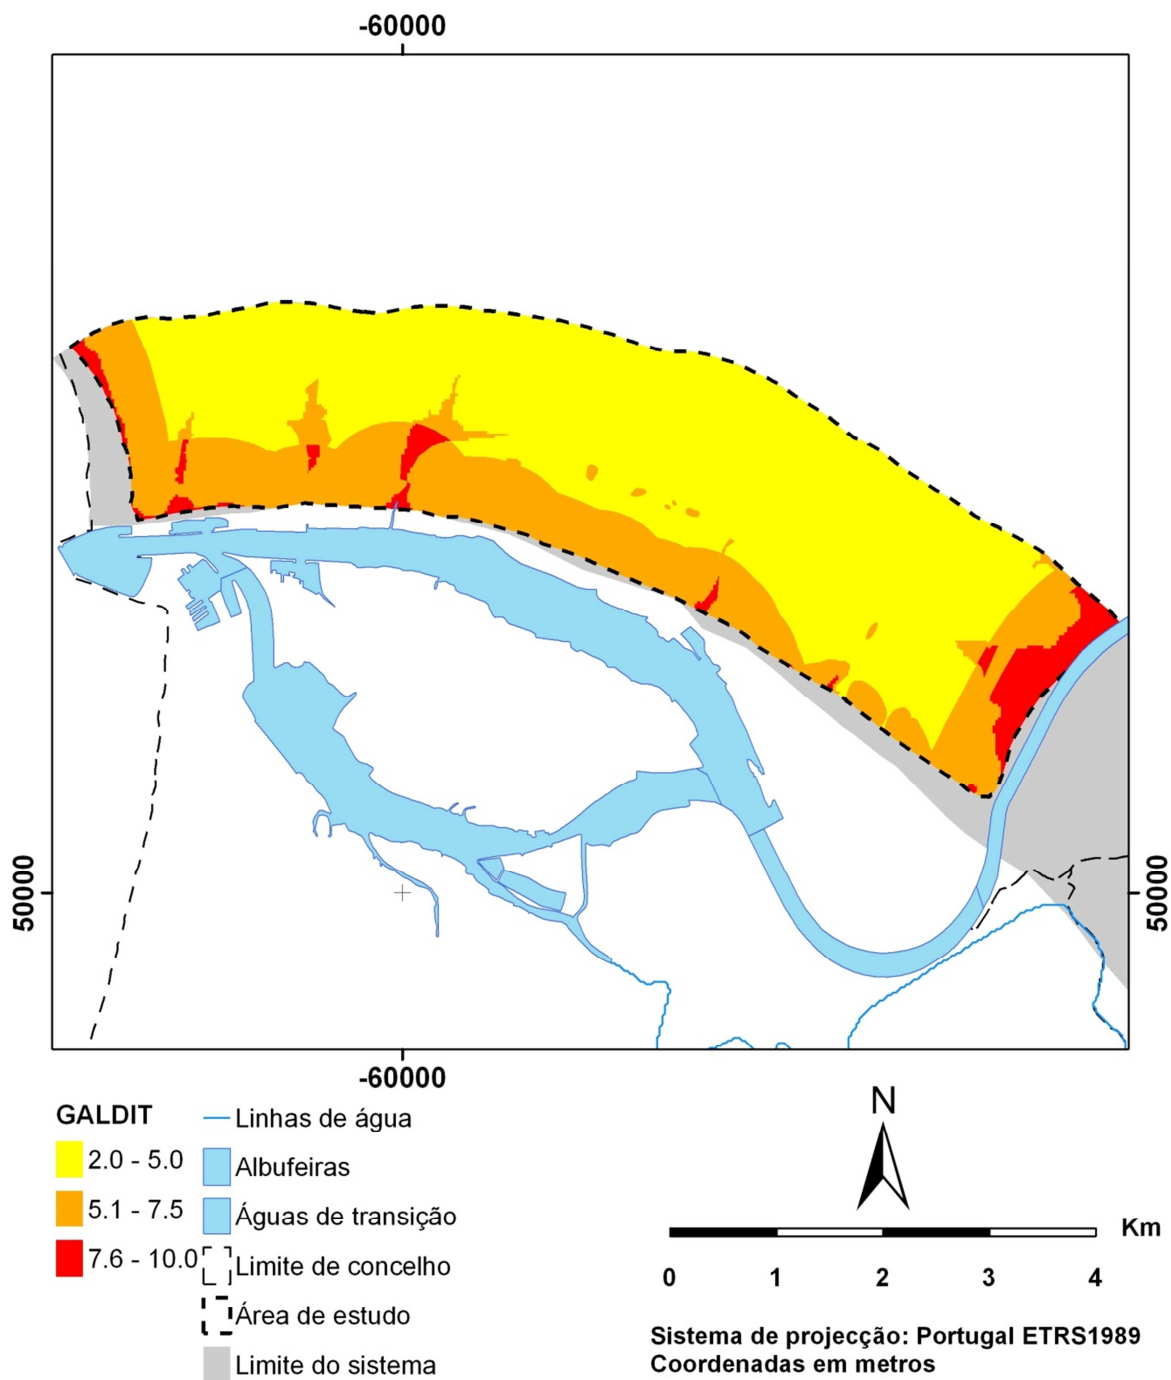 -60000
50000
50000
-60000
GALDIT
2.0 - 5.0
5.1 - 7.5
7.6 - 10.0
Linhas de água
Albufeiras
Águas de transição
Limite de concelho
Área de estudo
Limite do sistema
N
Km
0 1 2 3 4
Sistema de projecção: Portugal ETRS1989
Coordenadas em metros